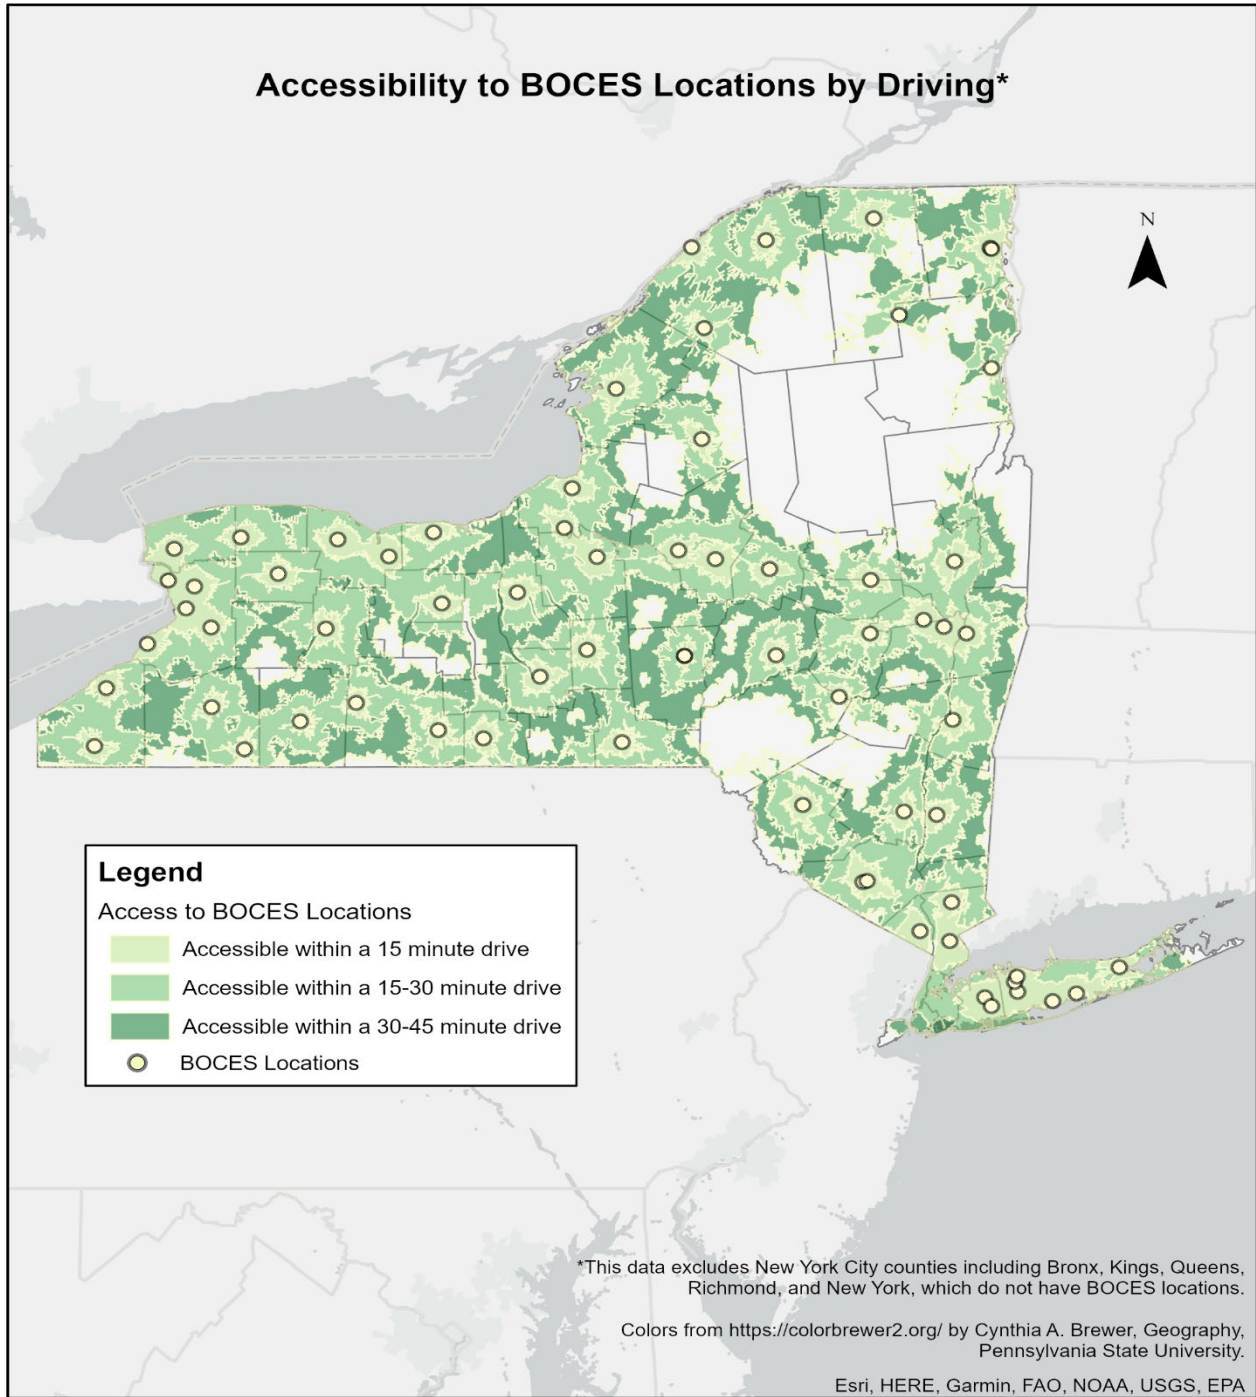 Accessibility to BOCES Locations by Driving*
N
Legend
Access to BOCES Locations
Accessible within a 15 minute drive
Accessible within a 15-30 minute drive
Accessible within a 30-45 minute drive
BOCES Locations
*This data excludes New York City counties including Bronx, Kings, Queens,
Richmond, and New York, which do not have BOCES locations.
Colors from https://colorbrewer2.org/ by Cynthia A. Brewer, Geography,
Pennsylvania State University.
Esri, HERE, Garmin, FAO, NOAA, USGS, EPA